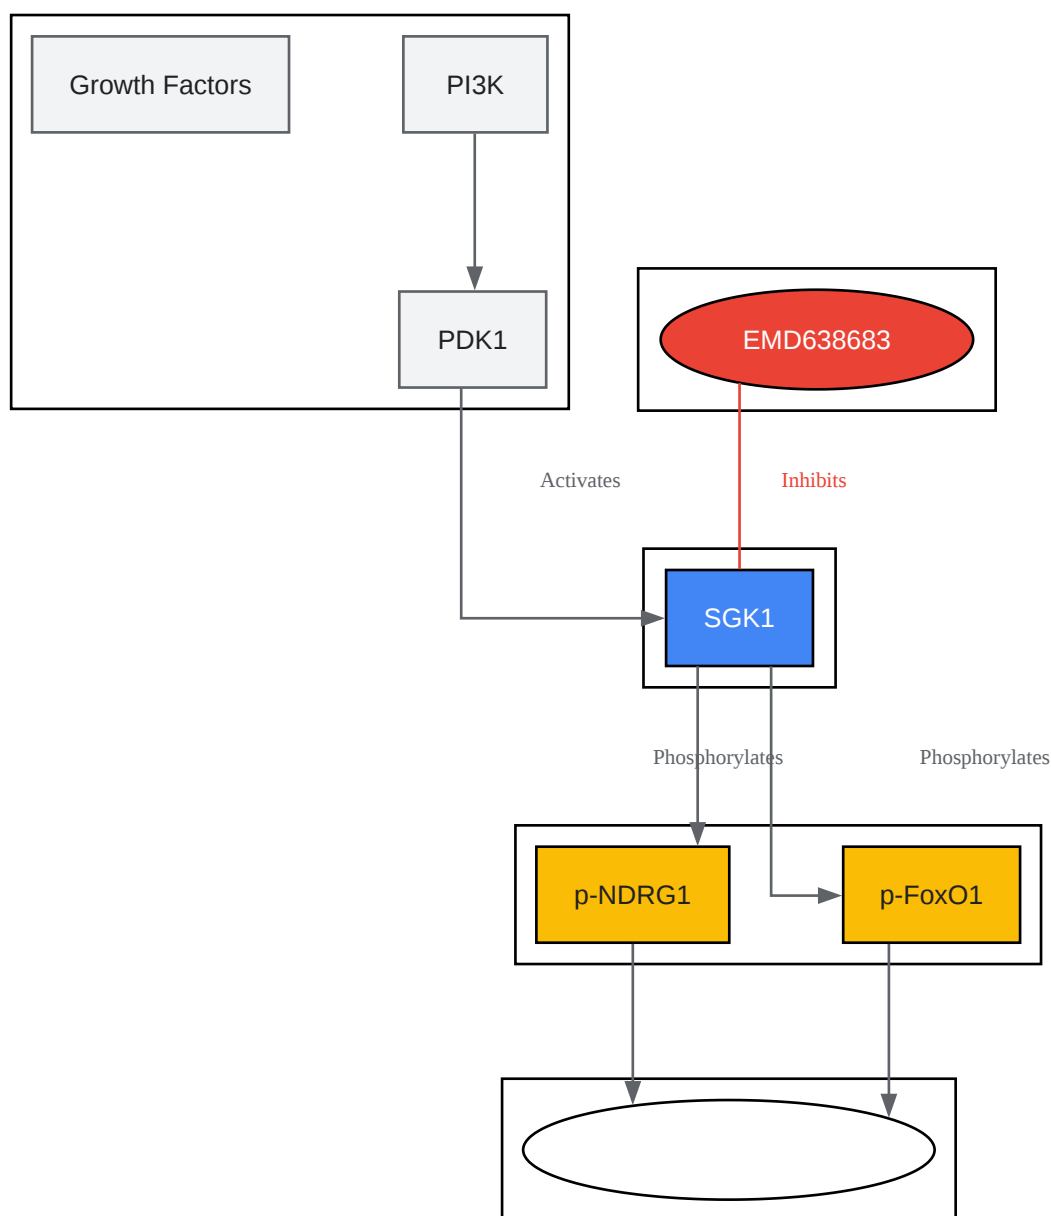 Growth Factors
PI3K
PDK1
EMD638683
Activates
Inhibits
SGK1
Phosphorylates
Phosphorylates
p-NDRG1
p-FoxO1